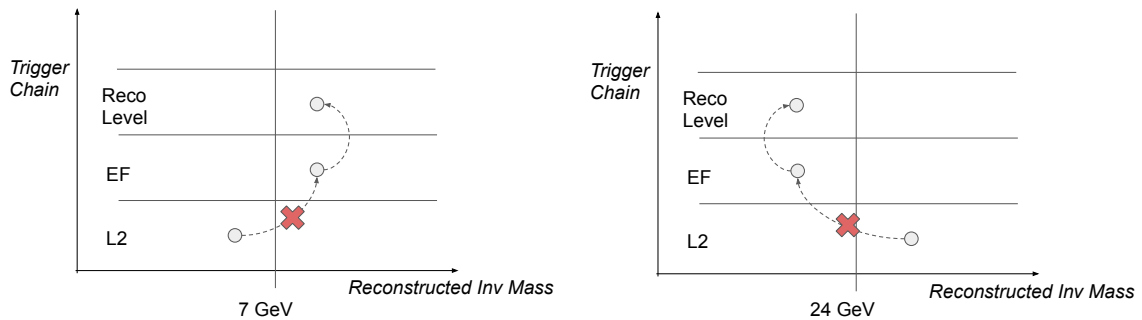 Trigger
Chain
Reco
Level
EF
L2
Reconstructed Inv Mass
7 GeV
Trigger
Chain
Reco
Level
EF
L2
Reconstructed Inv Mass
24 GeV